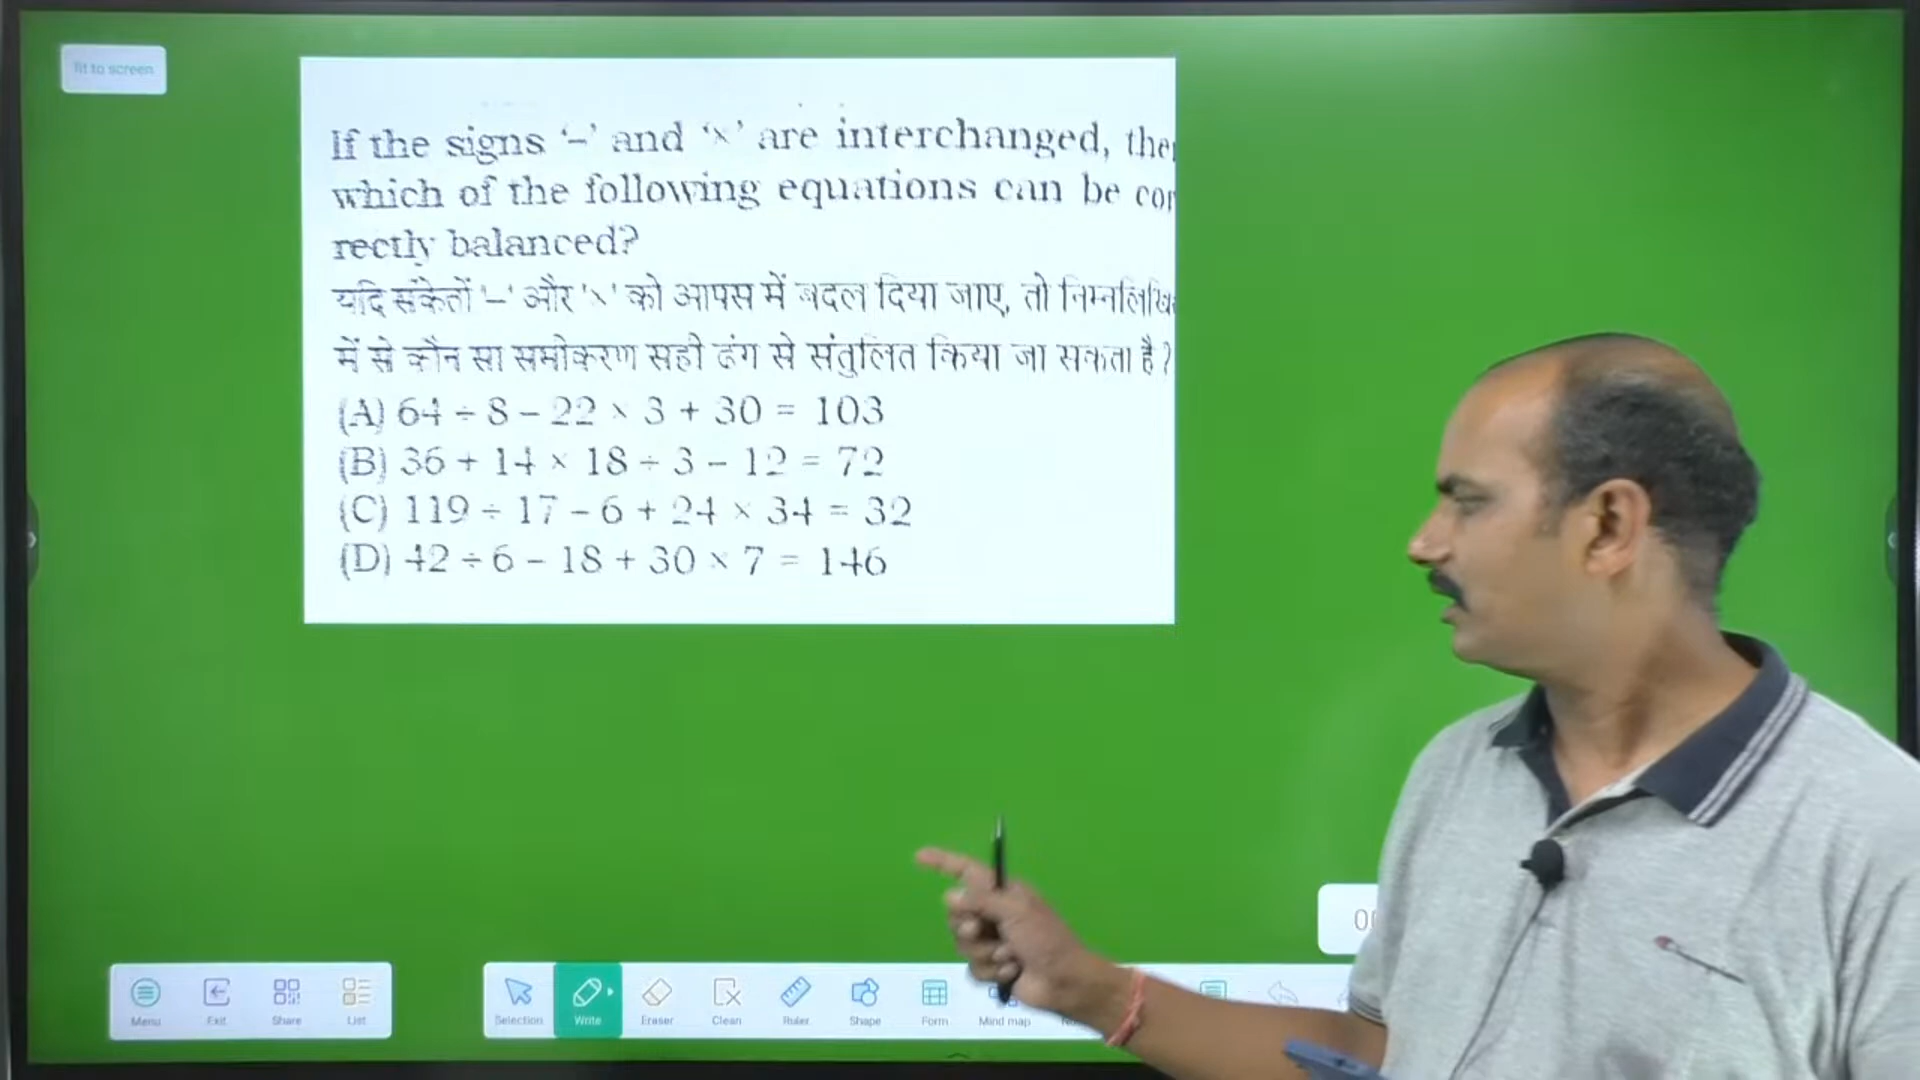 fit to screen
If the signs '–' and '×' are interchanged, the
which of the following equations can be cor
rectly balanced?
यदि संकेतों '–' और '×' को आपस में बदल दिया जाए, तो
में से कौन सा समीकरण सही ढंग से संतुलित किया जा सकता है ?
(A) 64 ÷ 8 – 22 × 3 + 30 = 103
(B) 36 + 14 × 18 ÷ 3 – 12 = 72
(C) 119 ÷ 17 – 6 + 24 × 34 = 32
(D) 42 ÷ 6 – 18 + 30 × 7 = 146
Menu Exit Share List Selection Write Eraser Clean Ruler Shape Form Mind map